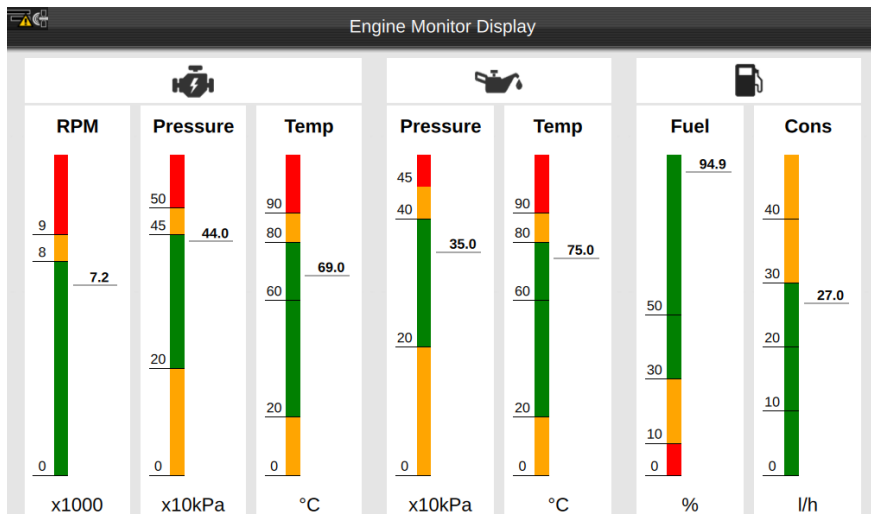 Engine Monitor Display
RPM
9
8
7.2
0
x1000
Pressure
50
45
44.0
20
0
x10kPa
Temp
90
80
69.0
60
20
0
°C
Pressure
45
40
35.0
20
0
x10kPa
Temp
90
80
75.0
60
20
0
°C
Fuel
94.9
50
30
10
0
%
Cons
40
30
27.0
20
10
0
l/h